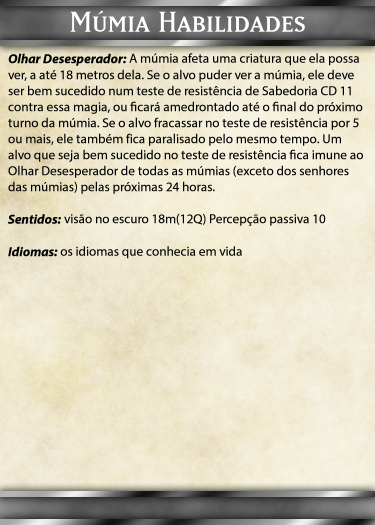 Múmia Habilidades
Olhar Desesperador: A múmia afeta uma criatura que ela possa
ver, a até 18 metros dela. Se o alvo puder ver a múmia, ele deve
ser bem sucedido num teste de resistência de Sabedoria CD 11
contra essa magia, ou ficará amedrontado até o final do próximo
turno da múmia. Se o alvo fracassar no teste de resistência por 5
ou mais, ele também fica paralisado pelo mesmo tempo. Um
alvo que seja bem sucedido no teste de resistência fica imune ao
Olhar Desesperador de todas as múmias (exceto dos senhores
das múmias) pelas próximas 24 horas.
Sentidos: visão no escuro 18m(12Q) Percepção passiva 10
Idiomas: os idiomas que conhecia em vida